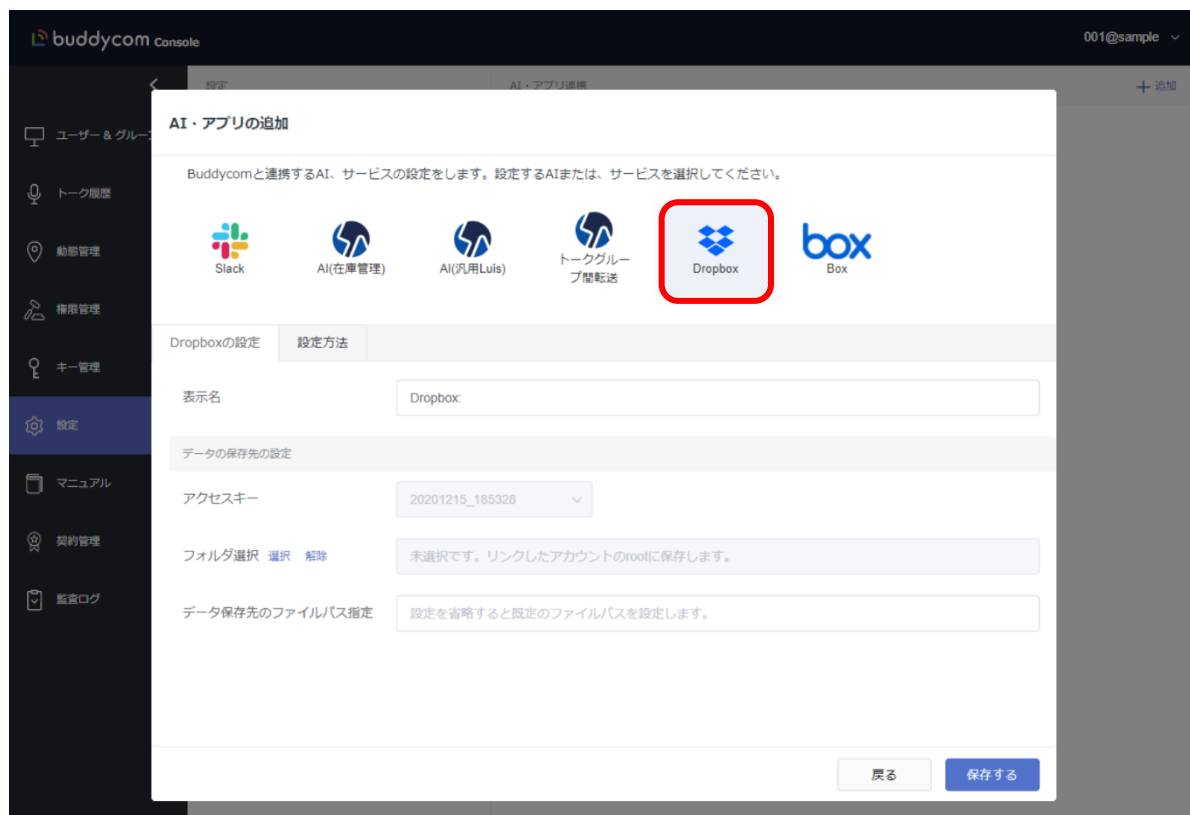 buddycom Console
001@sample
設定
AI・アプリ連携
追加
ユーザー & グルー
トーク履歴
動態管理
権限管理
キー管理
設定
マニュアル
契約管理
監査ログ
AI・アプリの追加
Buddycomと連携するAI、サービスの設定をします。設定するAIまたは、サービスを選択してください。
Slack
AI(在庫管理)
AI(汎用Luis)
トークグルー
プ間転送
Dropbox
box
Box
Dropboxの設定
設定方法
表示名
Dropbox:
データの保存先の設定
アクセスキー
20201215_185328
フォルダ選択 選択 解除
未選択です。リンクしたアカウントのrootに保存します。
データ保存先のファイルパス指定
設定を省略すると既定のファイルパスを設定します。
戻る
保存する